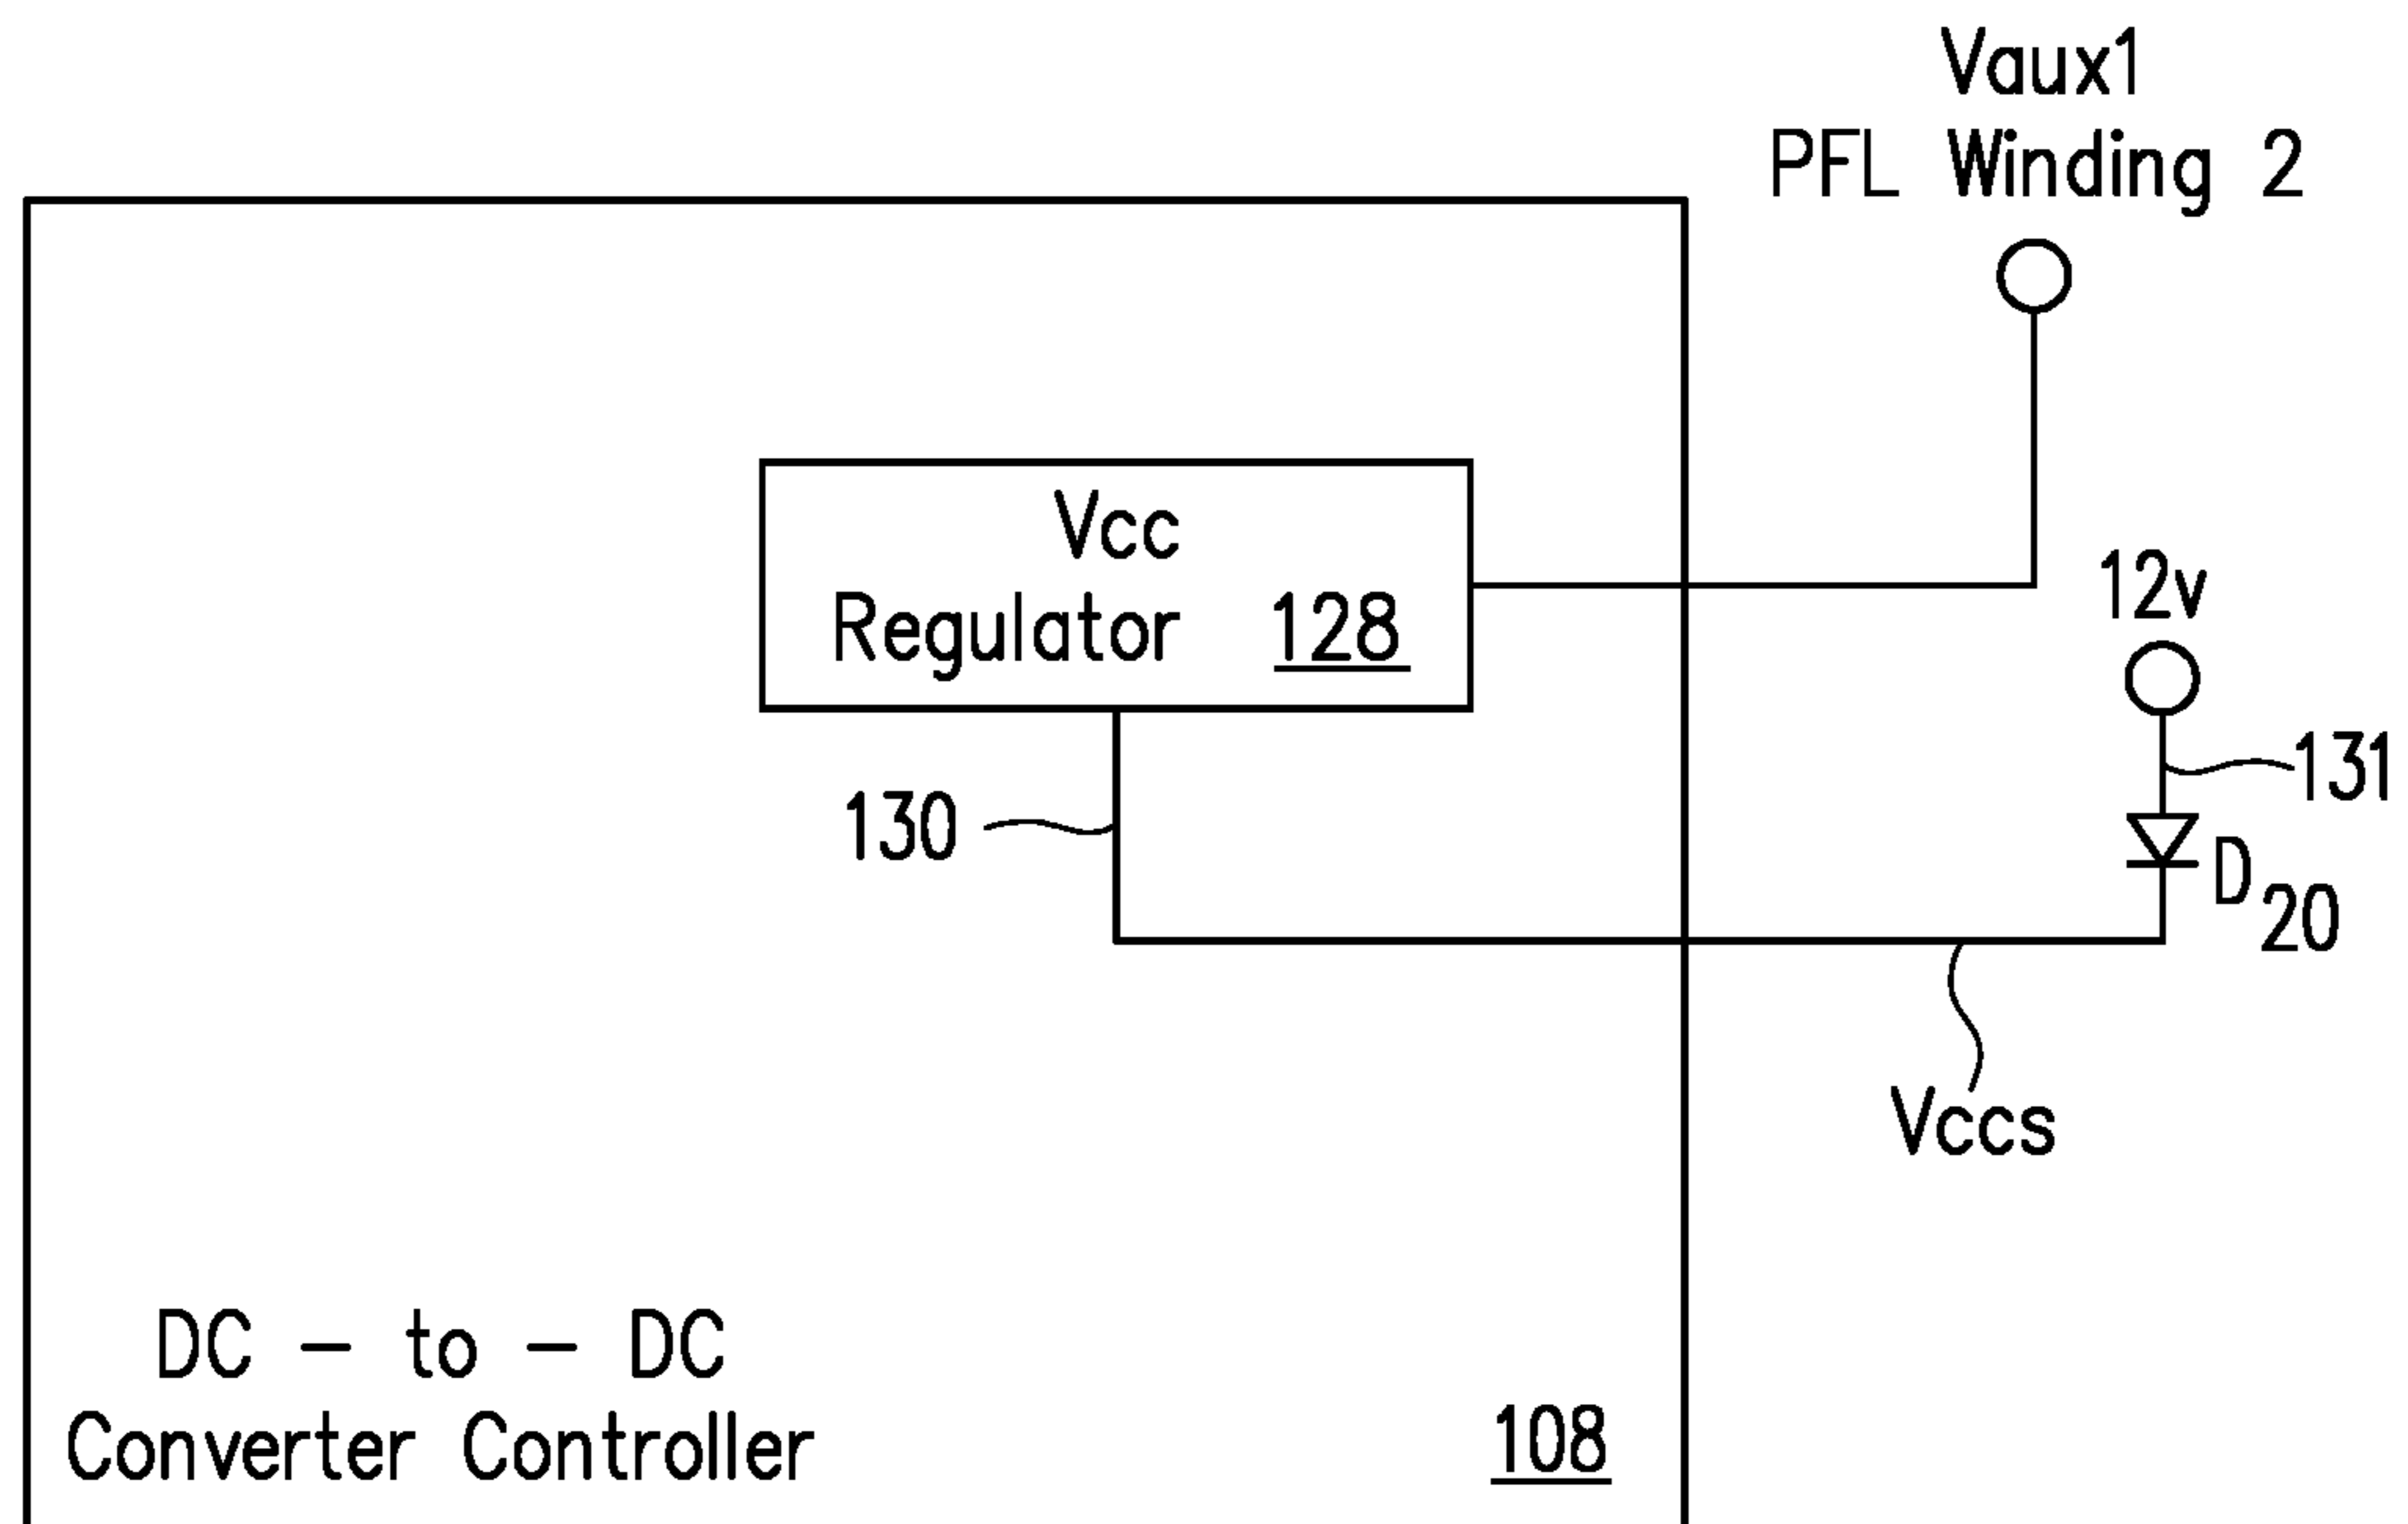 Vaux1
PFL Winding 2
Vcc
Regulator 128
12v
131
130
D20
Vccs
DC - to - DC
Converter Controller
108